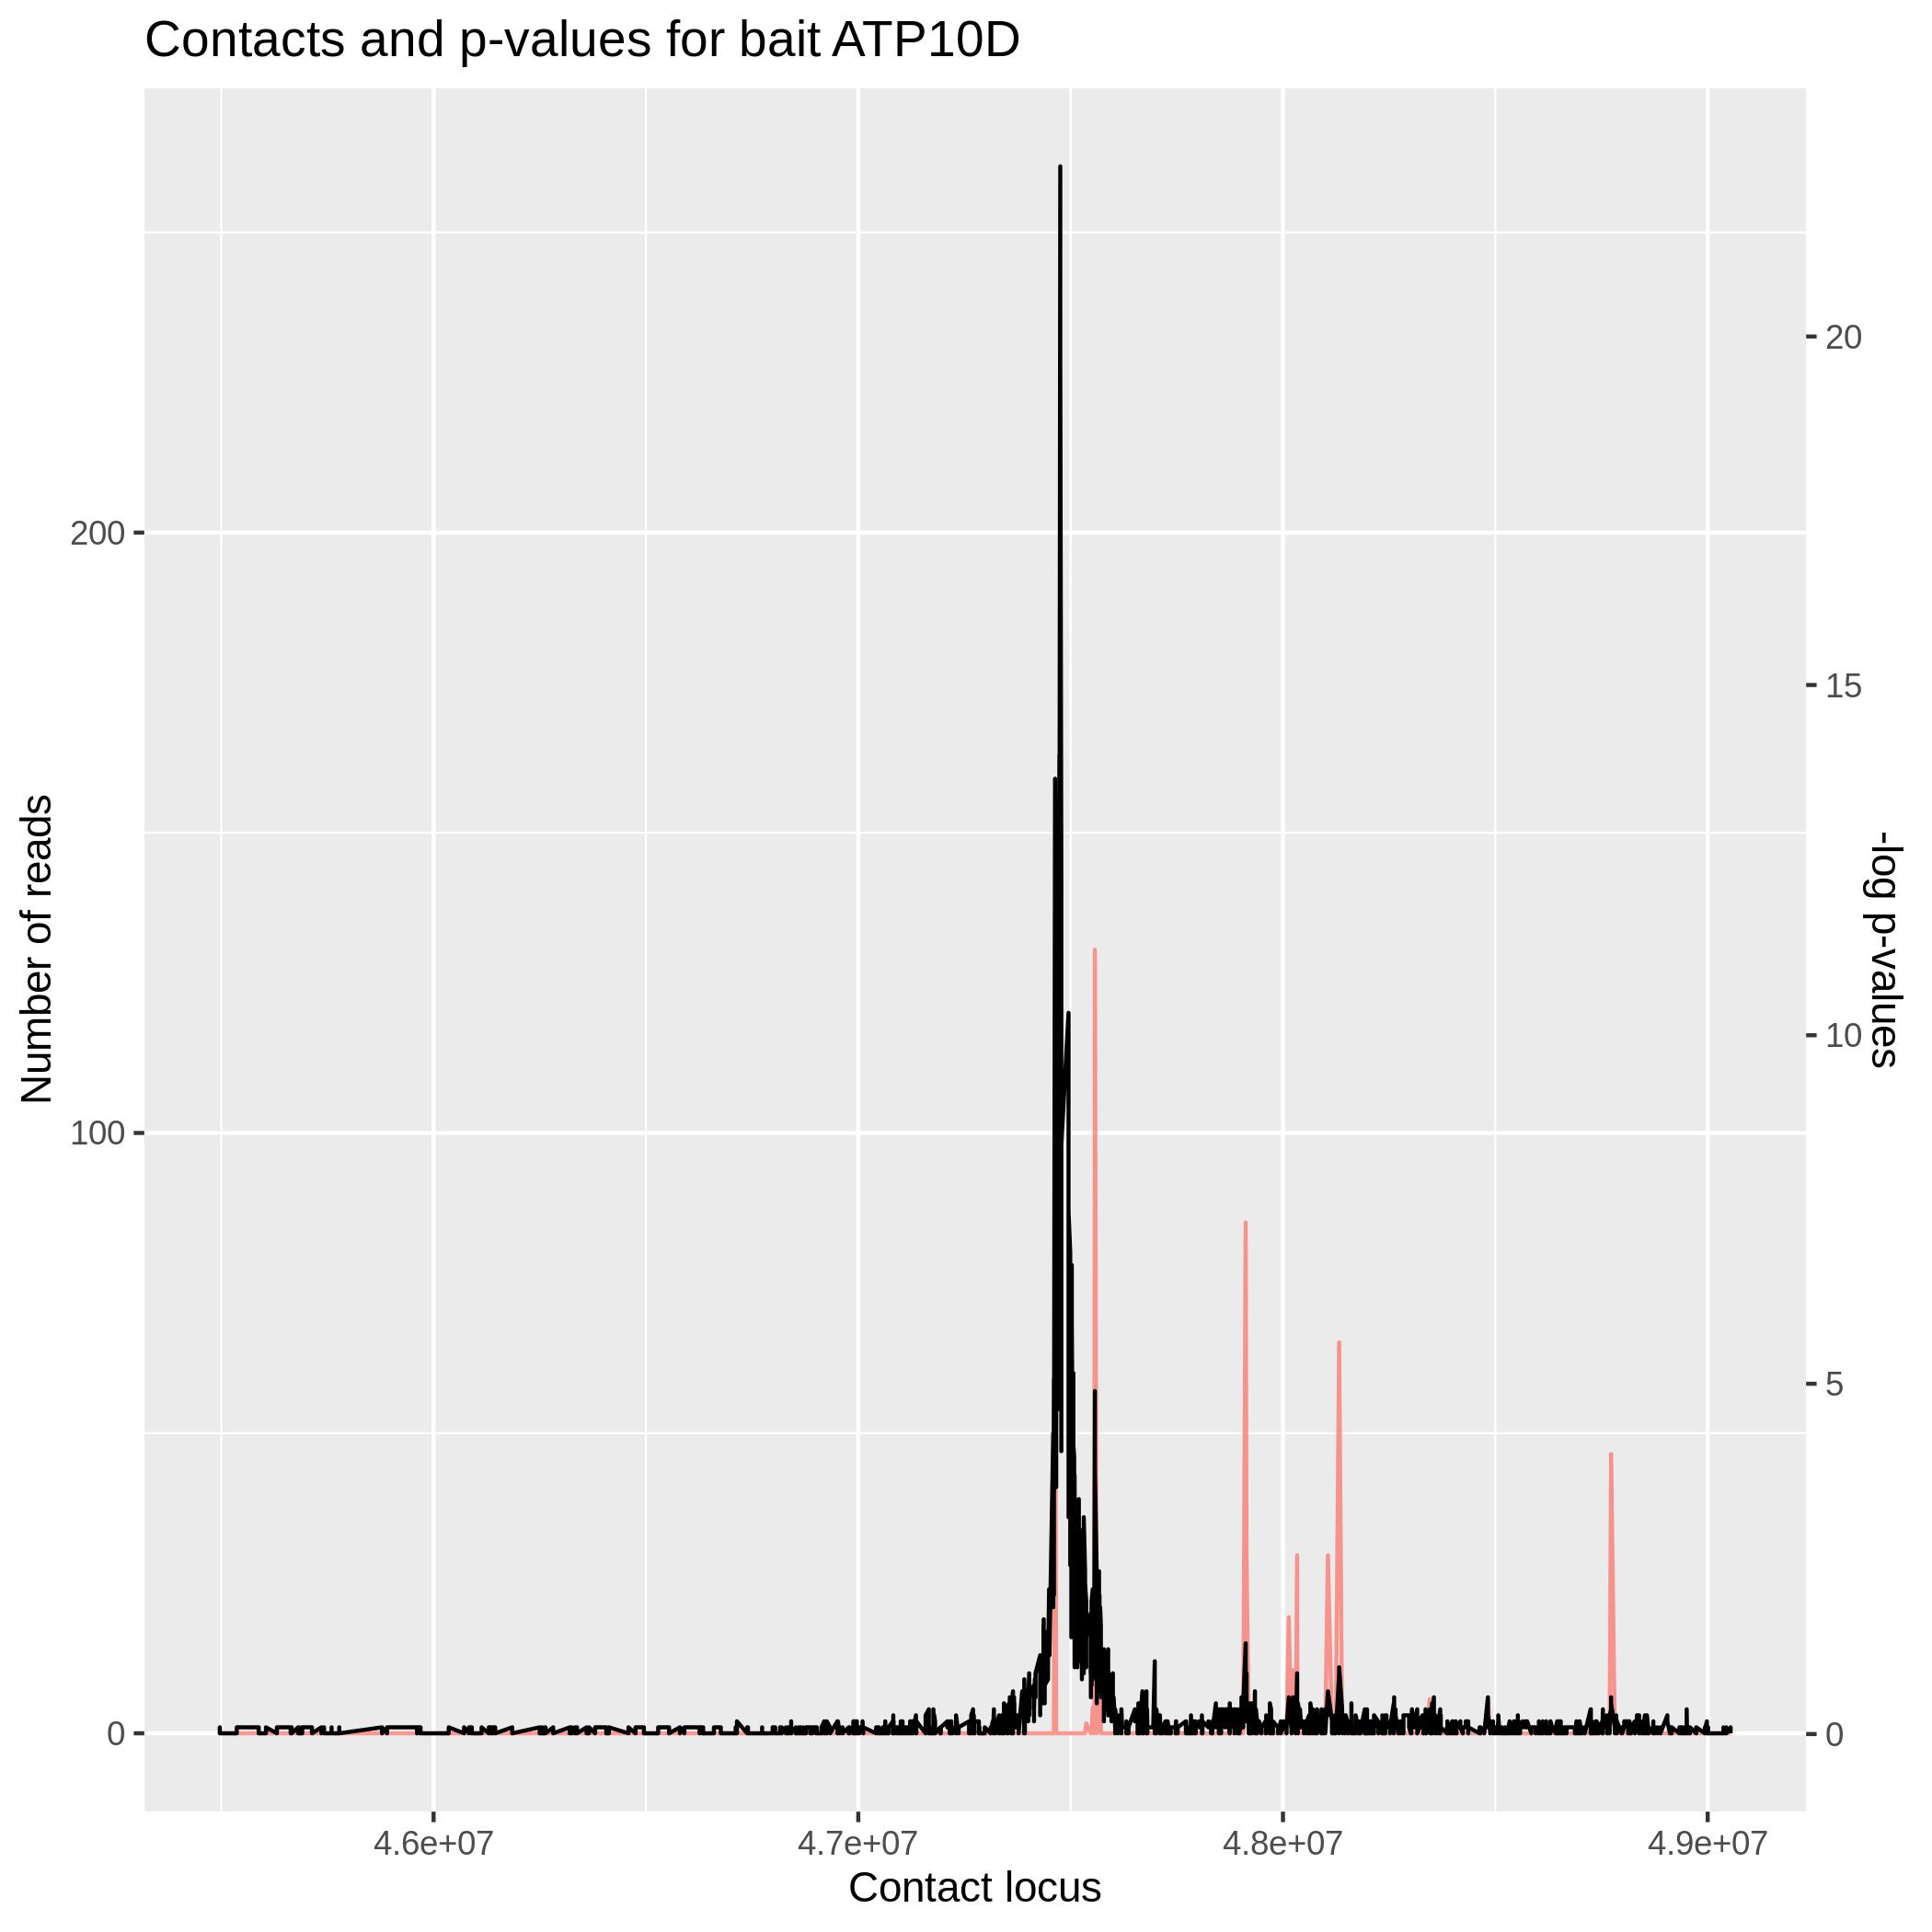 Contacts and p-values for bait ATP10D
Number of reads
200
100
0
20
15
10
5
0
-log p-values
4.6e+07
4.7e+07
4.8e+07
4.9e+07
Contact locus